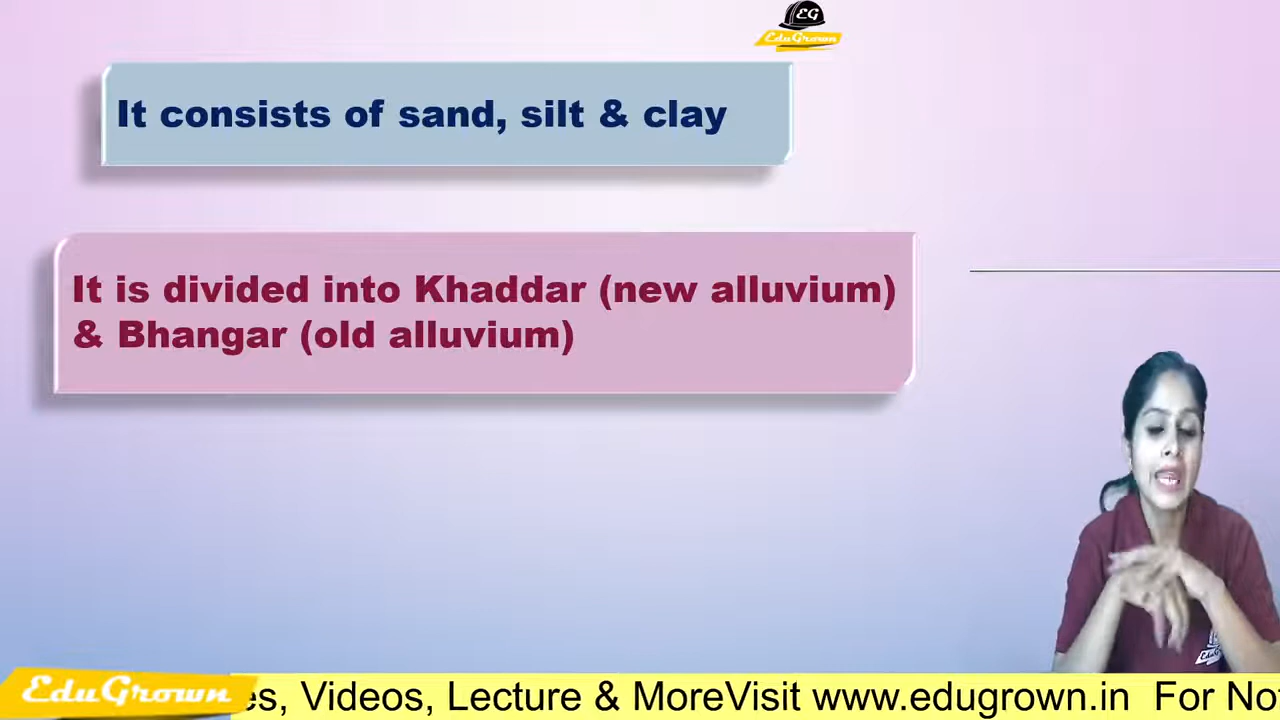 EG
EduGrown
It consists of sand, silt & clay
It is divided into Khaddar (new alluvium)
& Bhangar (old alluvium)
EduGrown
es, Videos, Lecture & MoreVisit www.edugrown.in For No